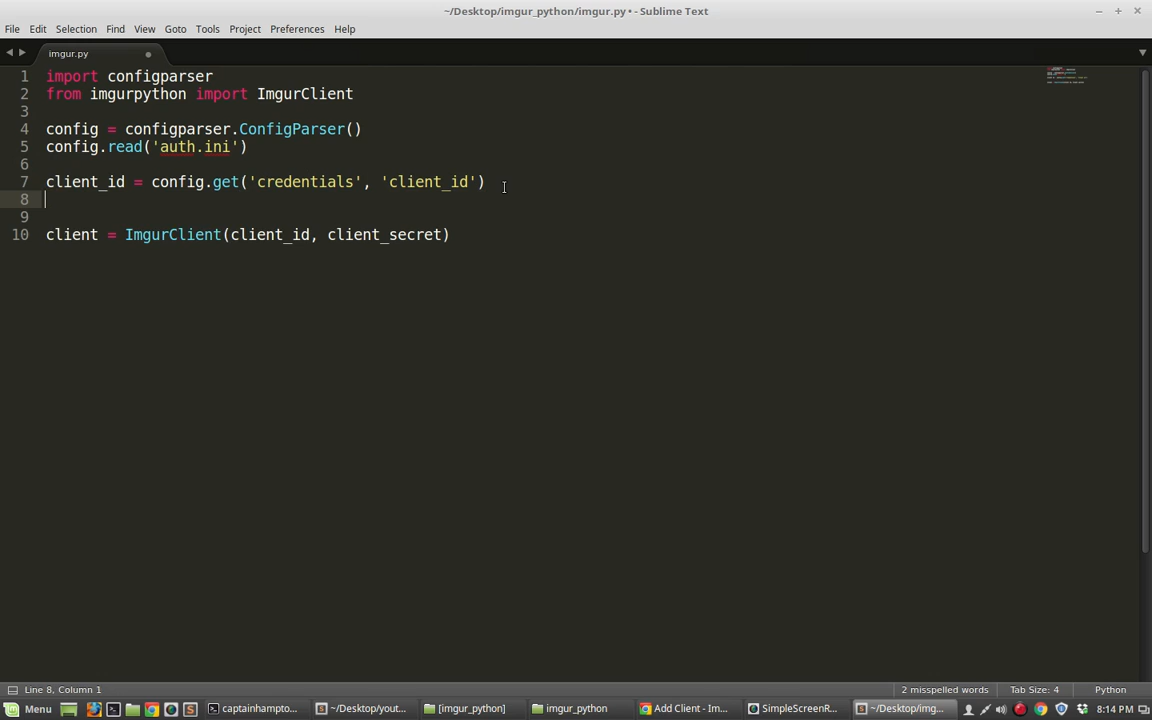 ~/Desktop/imgur_python/imgur.py • - Sublime Text
File Edit Selection Find View Goto Tools Project Preferences Help
imgur.py
1 import configparser
2 from imgurpython import ImgurClient
3
4 config = configparser.ConfigParser()
5 config.read('auth.ini')
6
7 client_id = config.get('credentials', 'client_id')
8
9
10 client = ImgurClient(client_id, client_secret)
Line 8, Column 1 2 misspelled words Tab Size: 4 Python
Menu captainhampto... ~/Desktop/yout... [imgur_python] imgur_python Add Client - Im... SimpleScreenR... ~/Desktop/img... 8:14 PM